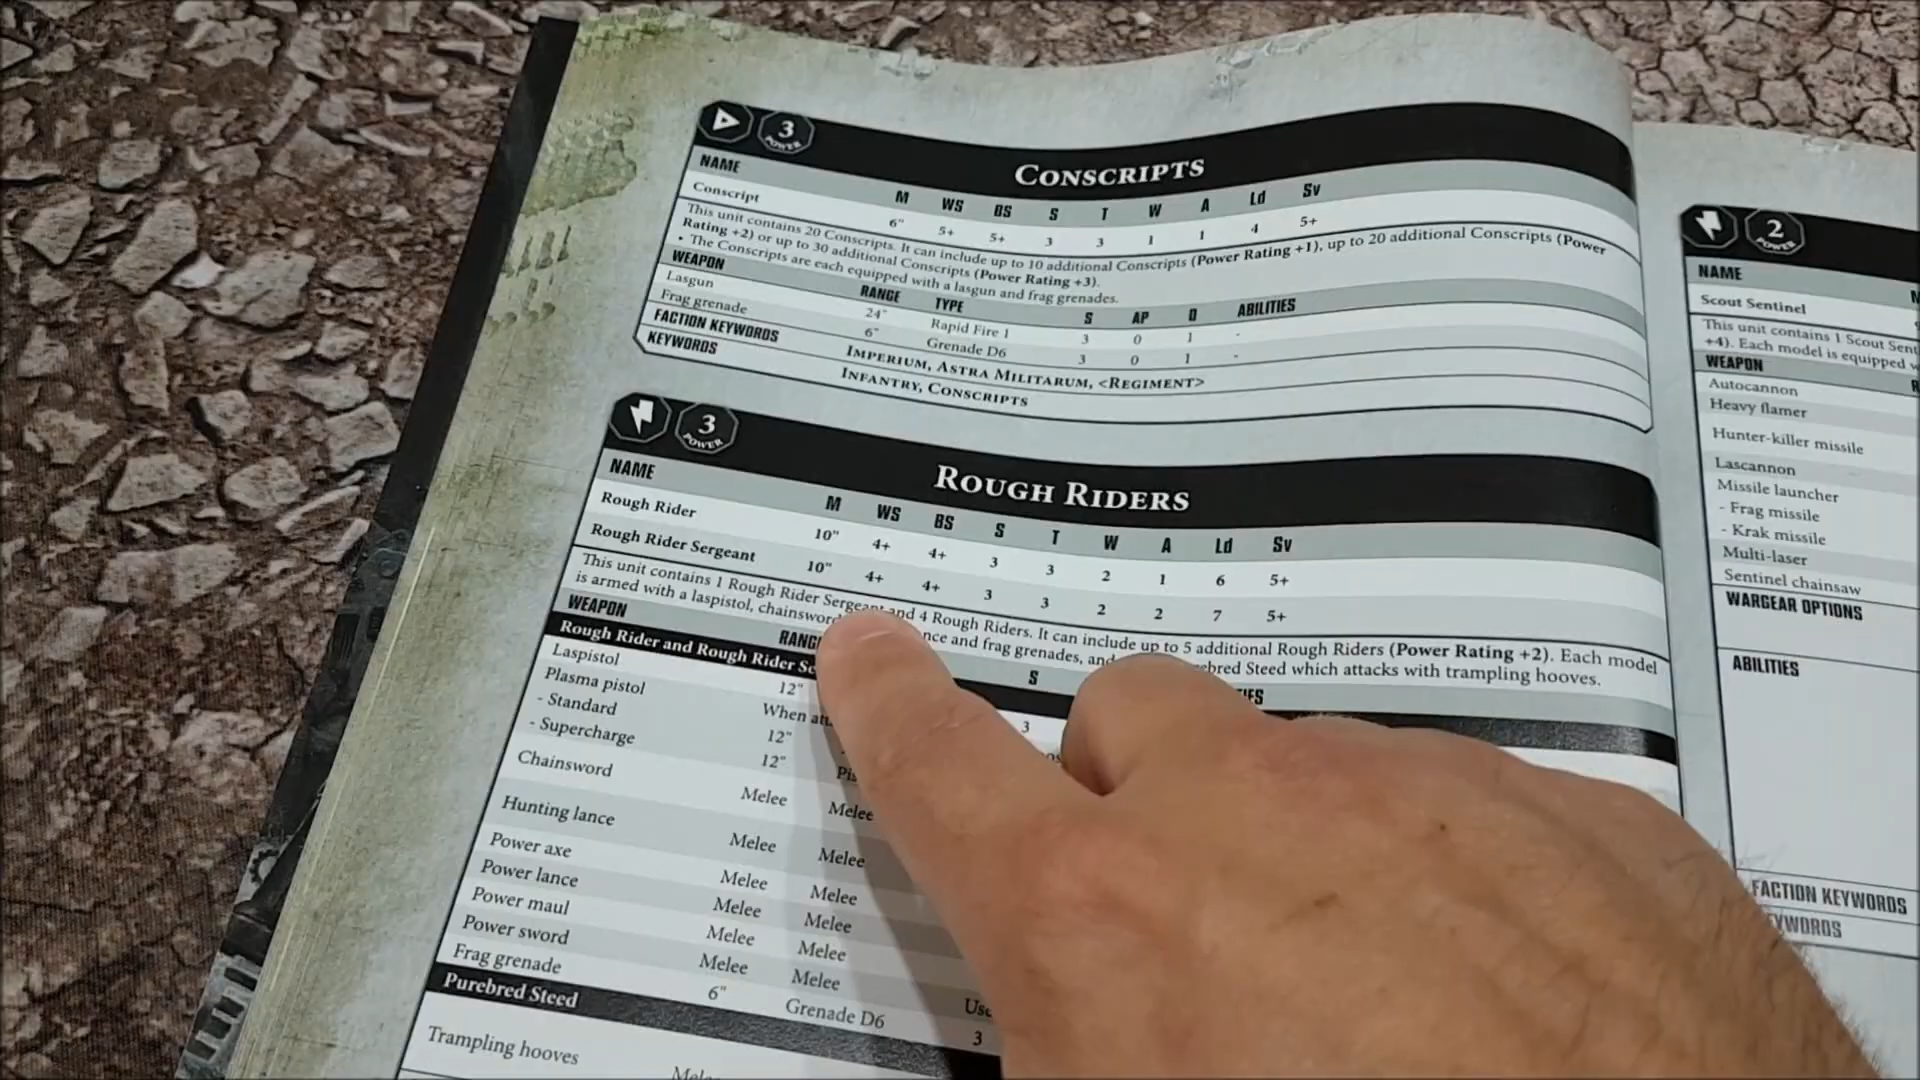 3
POWER
CONSCRIPTS
NAME M WS BS S T W A Ld Sv
Conscript 6" 5+ 5+ 3 3 1 1 4 5+
This unit contains 20 Conscripts. It can include up to 10 additional Conscripts (Power Rating +1), up to 20 additional Conscripts (Power
Rating +2) or up to 30 additional Conscripts (Power Rating +3).
• The Conscripts are each equipped with a lasgun and frag grenades.
WEAPON RANGE TYPE S AP D ABILITIES
Lasgun 24" Rapid Fire 1 3 0 1 -
Frag grenade 6" Grenade D6 3 0 1 -
FACTION KEYWORDS IMPERIUM, ASTRA MILITARUM, <REGIMENT>
KEYWORDS INFANTRY, CONSCRIPTS
3
POWER
ROUGH RIDERS
NAME M WS BS S T W A Ld Sv
Rough Rider 10" 4+ 4+ 3 3 2 1 6 5+
Rough Rider Sergeant 10" 4+ 4+ 3 3 2 2 7 5+
This unit contains 1 Rough Rider Sergeant and 4 Rough Riders. It can include up to 5 additional Rough Riders (Power Rating +2). Each model
is armed with a laspistol, chainsword and frag grenades, Steed which attacks with trampling hooves.
WEAPON RANGE S
Rough Rider and Rough Rider
Laspistol 12" 3
Plasma pistol When
- Standard 12"
- Supercharge 12"
Chainsword Melee Melee
Hunting lance Melee Melee
Power axe Melee Melee
Power lance Melee Melee
Power maul Melee Melee
Power sword Melee Melee
Frag grenade 6" Grenade D6 3
Purebred Steed
Trampling hooves
2
POWER
NAME
Scout Sentinel
This unit contains 1 Scout
+4). Each model is equipped
WEAPON
Autocannon
Heavy flamer
Hunter-killer missile
Lascannon
Missile launcher
- Frag missile
- Krak missile
Multi-laser
Sentinel chainsaw
WARGEAR OPTIONS
ABILITIES
FACTION KEYWORDS